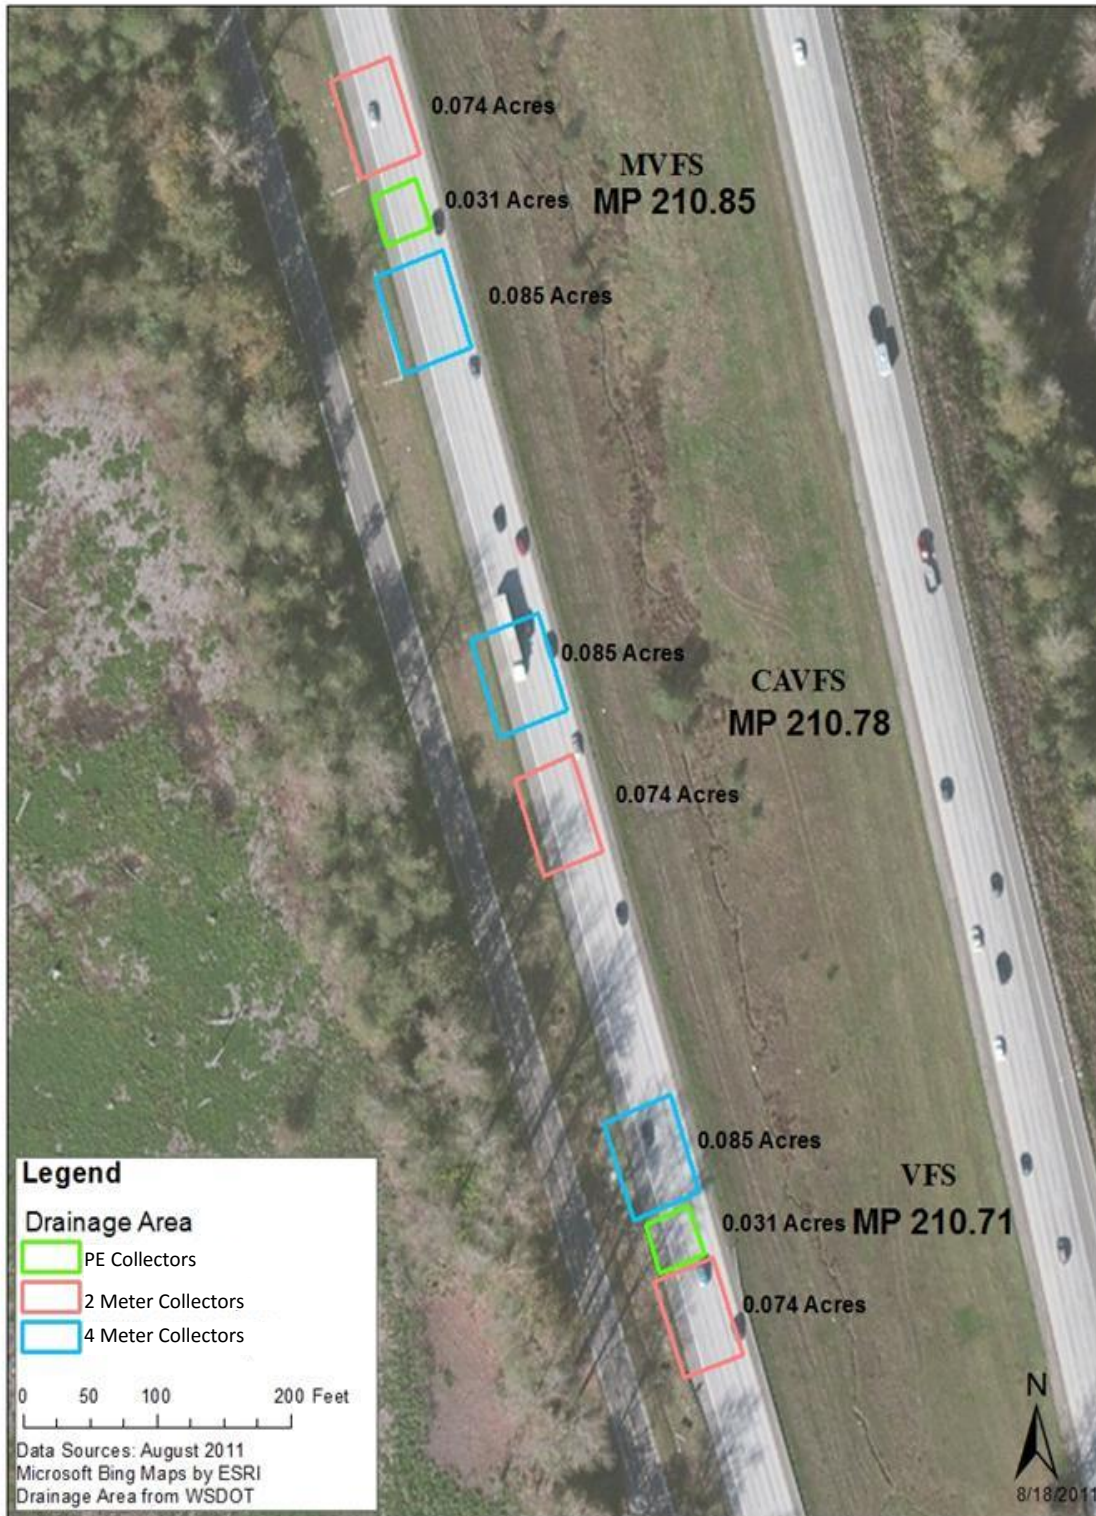 0.074 Acres
MVFS
0.031 Acres MP 210.85
0.085 Acres
0.085 Acres
CAVFS
MP 210.78
0.074 Acres
0.085 Acres
VFS
0.031 Acres MP 210.71
0.074 Acres
Legend
Drainage Area
PE Collectors
2 Meter Collectors
4 Meter Collectors
0 50 100 200 Feet
Data Sources: August 2011
Microsoft Bing Maps by ESRI
Drainage Area from WSDOT
N
8/18/2011